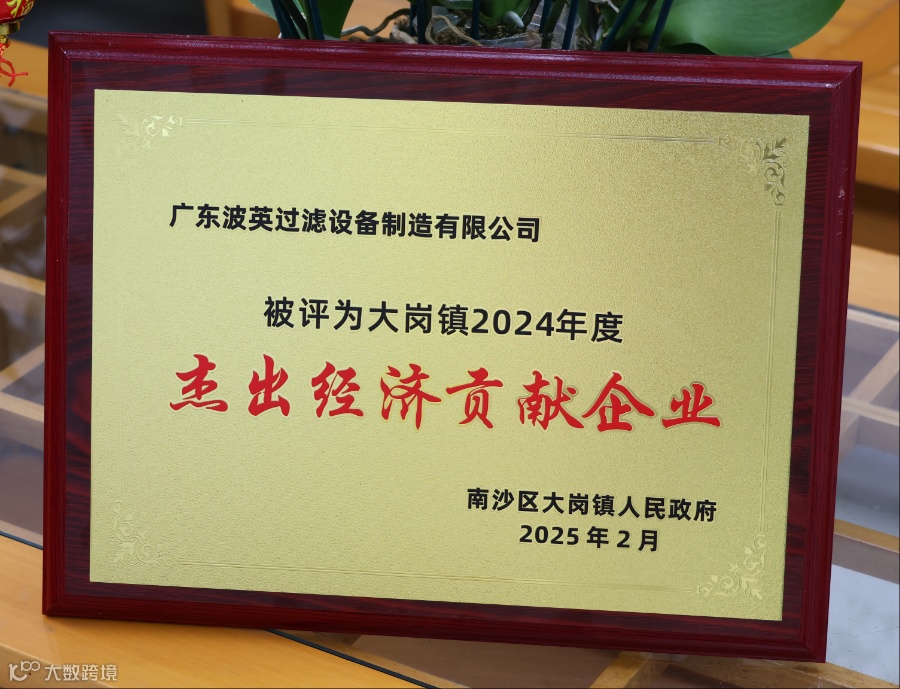 广东波英过滤设备制造有限公司
被评为大岗镇2024年度
杰出经济贡献企业
南沙区大岗镇人民政府
2025年2月
大数跨境